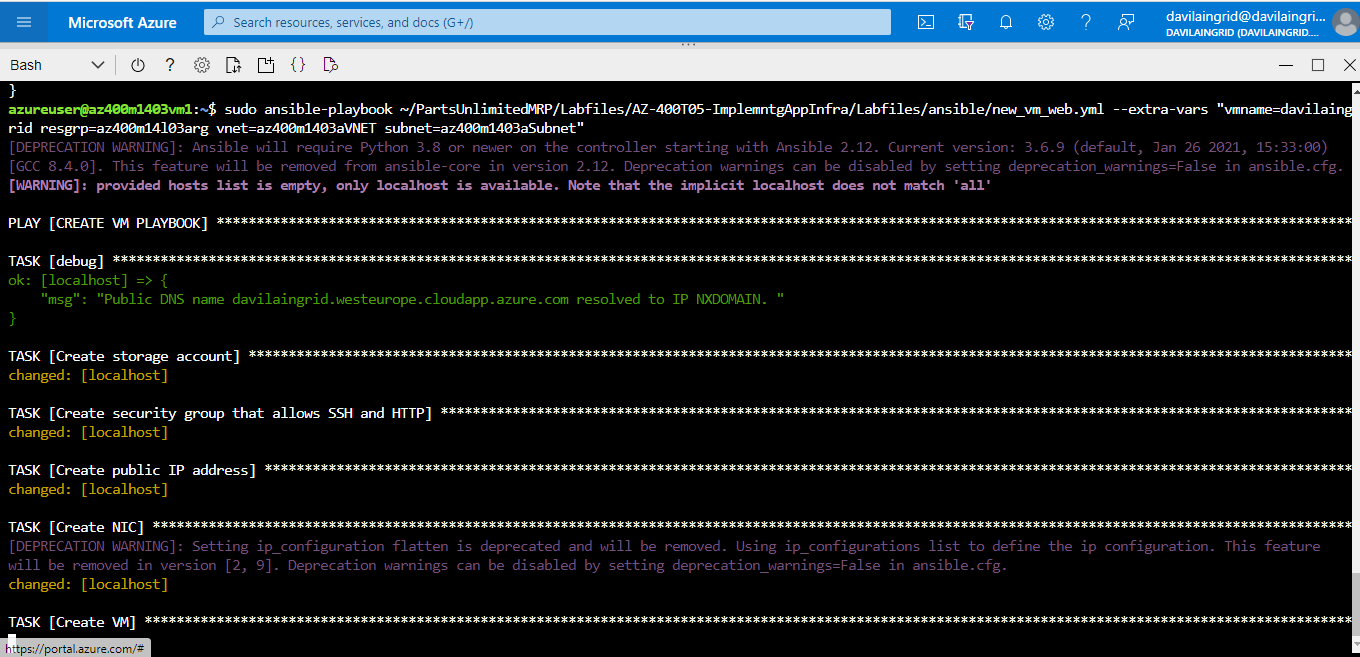 Microsoft Azure
Search resources, services, and docs (G+/)
davilaingrid@davilaingri...
DAVILAINGRID (DAVILAINGRID....
Bash
}
azureuser@az400m1403vm1:~$ sudo ansible-playbook ~/PartsUnlimitedMRP/Labfiles/AZ-400T05-ImplemntgAppInfra/Labfiles/ansible/new_vm_web.yml --extra-vars "vmname=davilaing
rid resgrp=az400m14l03arg vnet=az400m1403aVNET subnet=az400m1403aSubnet"
[DEPRECATION WARNING]: Ansible will require Python 3.8 or newer on the controller starting with Ansible 2.12. Current version: 3.6.9 (default, Jan 26 2021, 15:33:00)
[GCC 8.4.0]. This feature will be removed from ansible-core in version 2.12. Deprecation warnings can be disabled by setting deprecation_warnings=False in ansible.cfg.
[WARNING]: provided hosts list is empty, only localhost is available. Note that the implicit localhost does not match 'all'
PLAY [CREATE VM PLAYBOOK] **********************************************************************************************************************************************
TASK [debug] ***********************************************************************************************************************************************************
ok: [localhost] => {
"msg": "Public DNS name davilaingrid.westeurope.cloudapp.azure.com resolved to IP NXDOMAIN. "
}
TASK [Create storage account] ******************************************************************************************************************************************
changed: [localhost]
TASK [Create security group that allows SSH and HTTP] ******************************************************************************************************************
changed: [localhost]
TASK [Create public IP address] ****************************************************************************************************************************************
changed: [localhost]
TASK [Create NIC] ******************************************************************************************************************************************************
[DEPRECATION WARNING]: Setting ip_configuration flatten is deprecated and will be removed. Using ip_configurations list to define the ip configuration. This feature
will be removed in version [2, 9]. Deprecation warnings can be disabled by setting deprecation_warnings=False in ansible.cfg.
changed: [localhost]
TASK [Create VM] *******************************************************************************************************************************************************
https://portal.azure.com/#